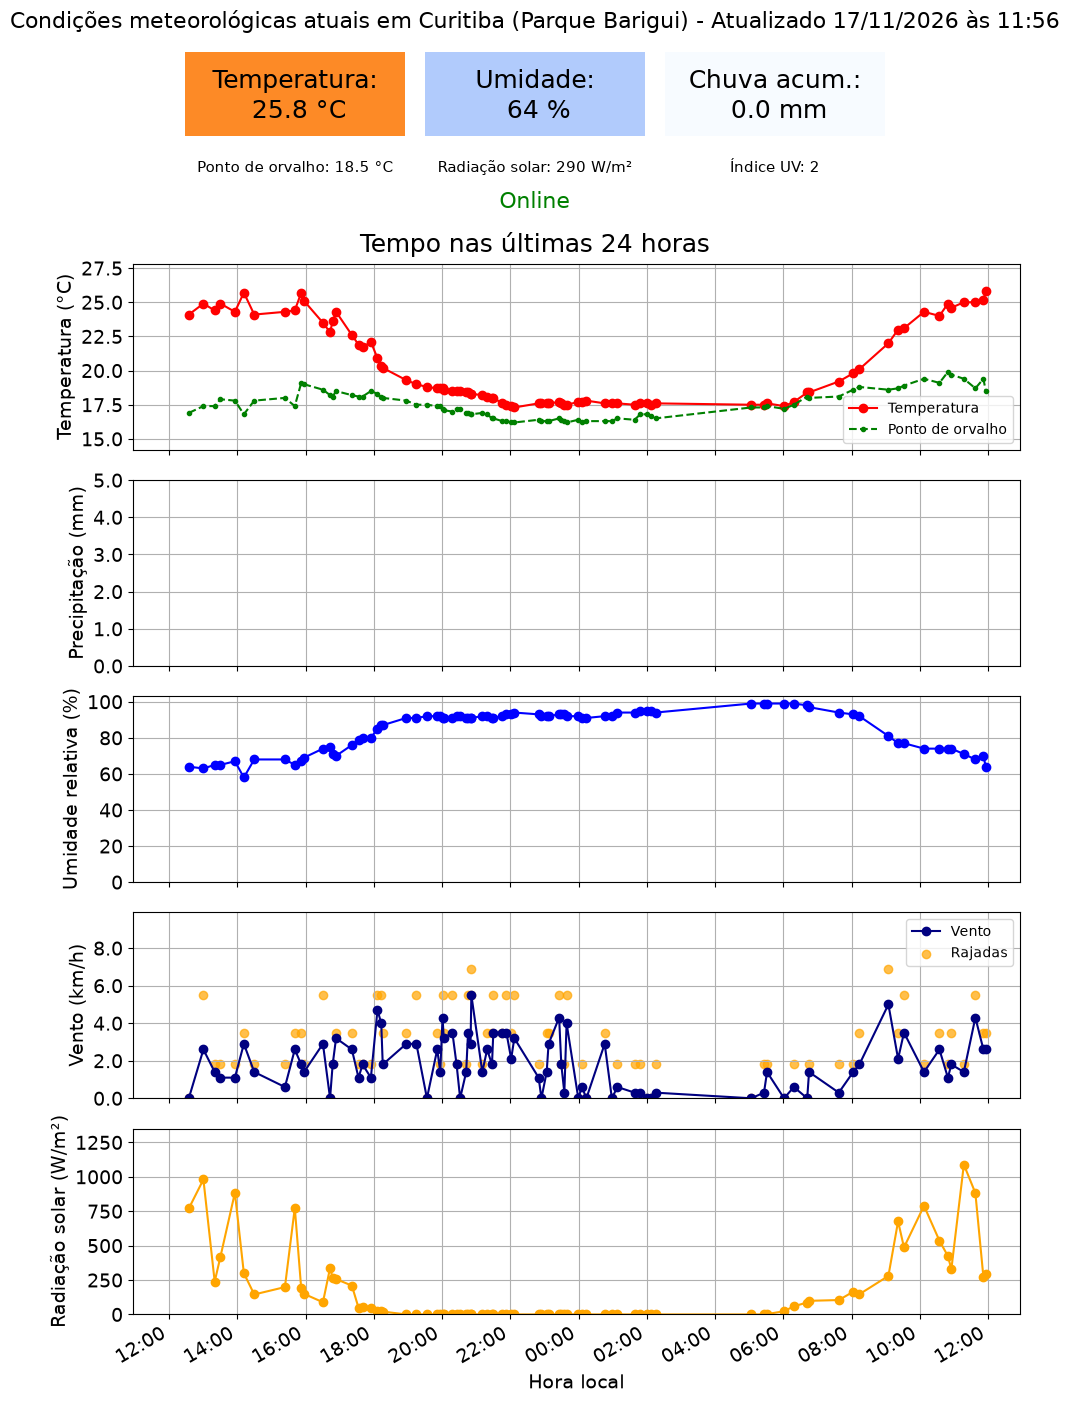 Condições meteorológicas atuais em Curitiba (Parque Barigui) - Atualizado 17/11/2026 às 11:56
Temperatura:
25.8 °C
Umidade:
64 %
Chuva acum.:
0.0 mm
Ponto de orvalho: 18.5 °C
Radiação solar: 290 W/m²
Índice UV: 2
Online
Tempo nas últimas 24 horas
Temperatura (°C)
27.5
25.0
22.5
20.0
17.5
15.0
Temperatura
Ponto de orvalho
Precipitação (mm)
5.0
4.0
3.0
2.0
1.0
0.0
Umidade relativa (%)
100
80
60
40
20
0
Vento (km/h)
8.0
6.0
4.0
2.0
0.0
Vento
Rajadas
Radiação solar (W/m²)
1250
1000
750
500
250
0
12:00
14:00
16:00
18:00
20:00
22:00
00:00
02:00
04:00
06:00
08:00
10:00
12:00
Hora local